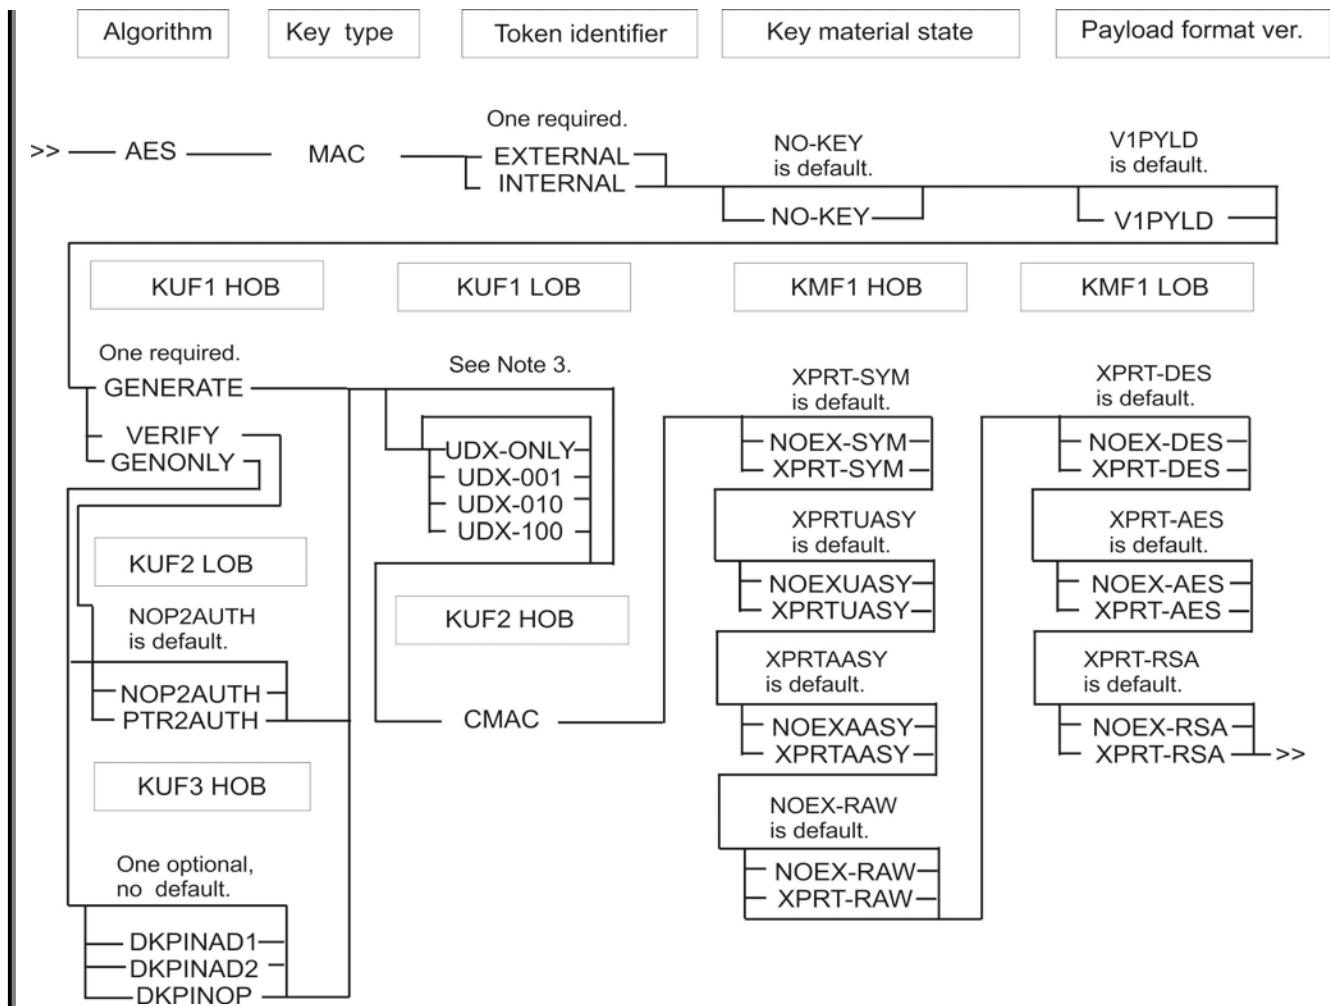 Algorithm
Key type
Token identifier
Key material state
Payload format ver.
One required.
NO-KEY
is default.
V1PYLD
is default.
>>
AES
MAC
EXTERNAL
INTERNAL
NO-KEY
V1PYLD
KUF1 HOB
KUF1 LOB
KMF1 HOB
KMF1 LOB
One required.
GENERATE
VERIFY
GENONLY
See Note 3.
UDX-ONLY
UDX-001
UDX-010
UDX-100
XPRT-SYM
is default.
NOEX-SYM
XPRT-SYM
XPRT-DES
is default.
NOEX-DES
XPRT-DES
XPRTUASY
is default.
NOEXUASY
XPRTUASY
XPRT-AES
is default.
NOEX-AES
XPRT-AES
KUF2 LOB
NOP2AUTH
is default.
NOP2AUTH
PTR2AUTH
KUF2 HOB
CMAC
XPRTAASY
is default.
NOEXAASY
XPRTAASY
XPRT-RSA
is default.
NOEX-RSA
XPRT-RSA
>>
KUF3 HOB
One optional,
no default.
DKPINAD1
DKPINAD2
DKPINOP
NOEX-RAW
is default.
NOEX-RAW
XPRT-RAW